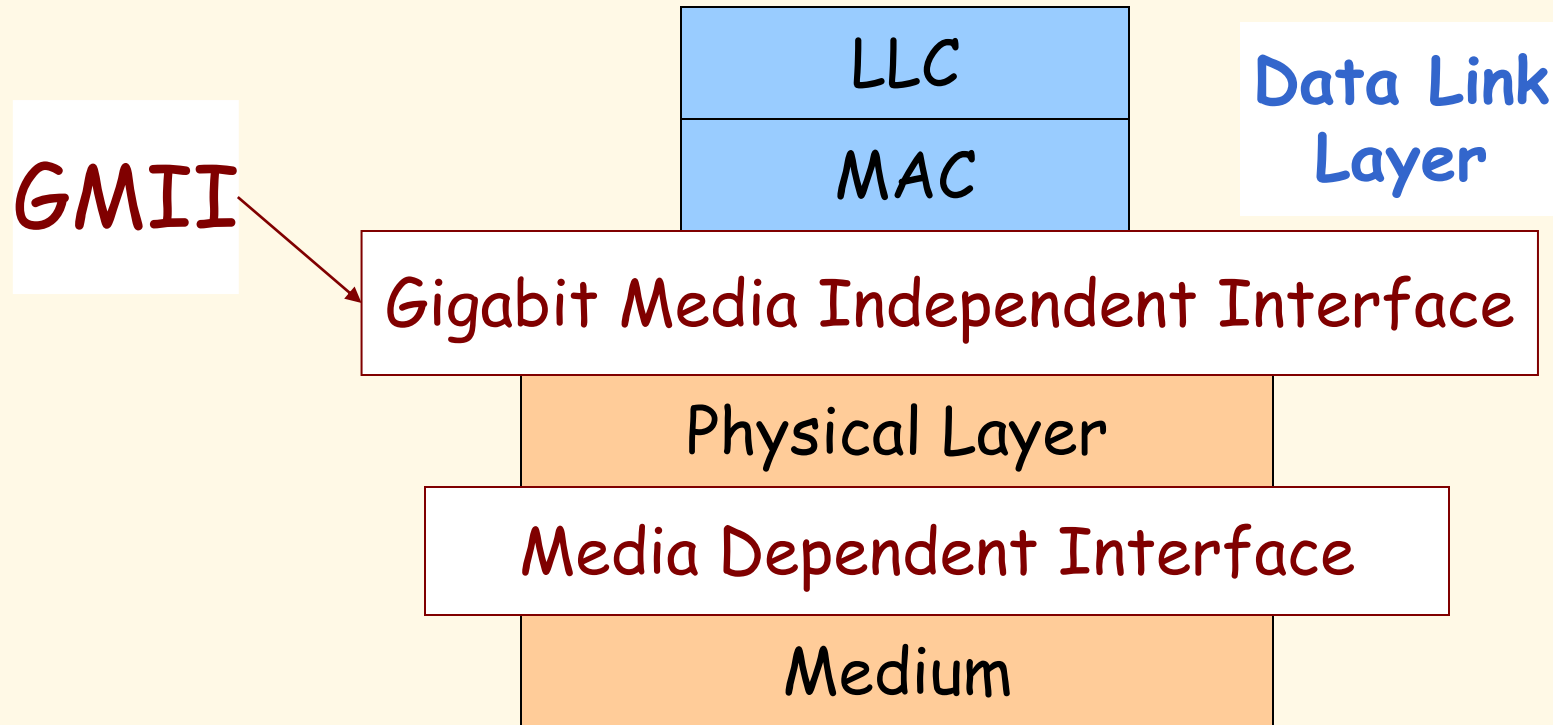 LLC
Data Link
Layer
MAC
GMII
Gigabit Media Independent Interface
Physical Layer
Media Dependent Interface
Medium